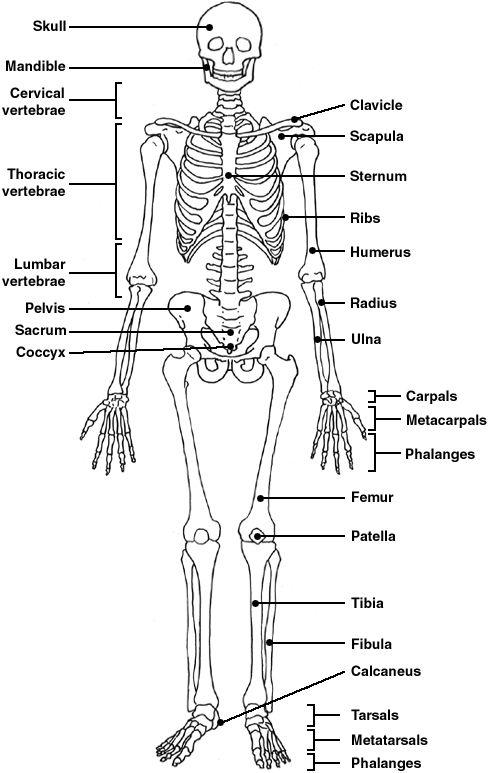 Skull
Mandible
Cervical
vertebrae
Thoracic
vertebrae
Lumbar
vertebrae
Pelvis
Sacrum
Coccyx
Clavicle
Scapula
Sternum
Ribs
Humerus
Radius
Ulna
Carpals
Metacarpals
Phalanges
Femur
Patella
Tibia
Fibula
Calcaneus
Tarsals
Metatarsals
Phalanges